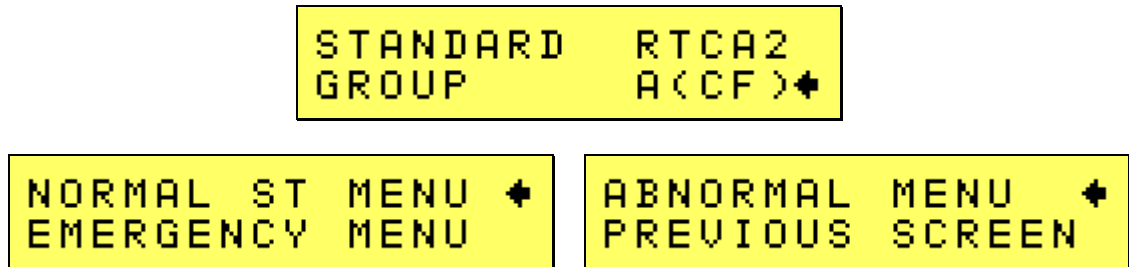 STANDARD RTCA2
GROUP A(CF)
NORMAL ST MENU
EMERGENCY MENU
ABNORMAL MENU
PREVIOUS SCREEN